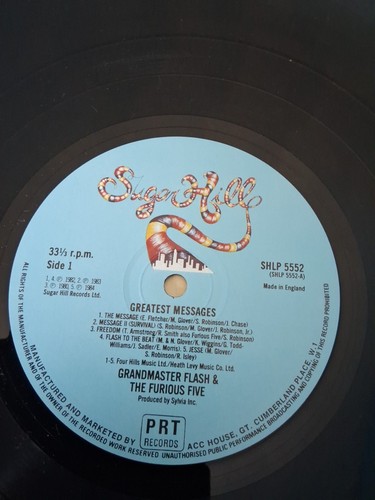 Sugar Hill
33⅓ r.p.m.
Side 1
1, 4. ℗ 1982, 2. ℗ 1983
3. ℗ 1980, 5. ℗ 1984
Sugar Hill Records Ltd.
SHLP 5552
(SHLP 5552-A)
Made in England
GREATEST MESSAGES
1. THE MESSAGE (E. Fletcher/M. Glover/S. Robinson/J. Chase)
2. MESSAGE II (SURVIVAL) (S. Robinson/M. Glover/J. Robinson, Jr.)
3. FREEDOM (T. Armstrong/R. Smith also Furious Five/S. Robinson)
4. FLASH TO THE BEAT (M. & N. Glover/K. Wiggins/G. Todd-
Williams/J. Sadler/E. Morris) 5. JESSE (M. Glover/
S. Robinson/R. Isley)
1-5. Four Hills Music Ltd./Heath Levy Music Co. Ltd.
GRANDMASTER FLASH &
THE FURIOUS FIVE
Produced by Sylvia Inc.
PRT
RECORDS
MANUFACTURED AND MARKETED BY
ACC HOUSE, GT. CUMBERLAND PLACE, W.1
ALL RIGHTS OF THE MANUFACTURER AND OF THE OWNER OF THE RECORDED WORK RESERVED UNAUTHORISED PUBLIC PERFORMANCE BROADCASTING AND COPYING OF THIS RECORD PROHIBITED